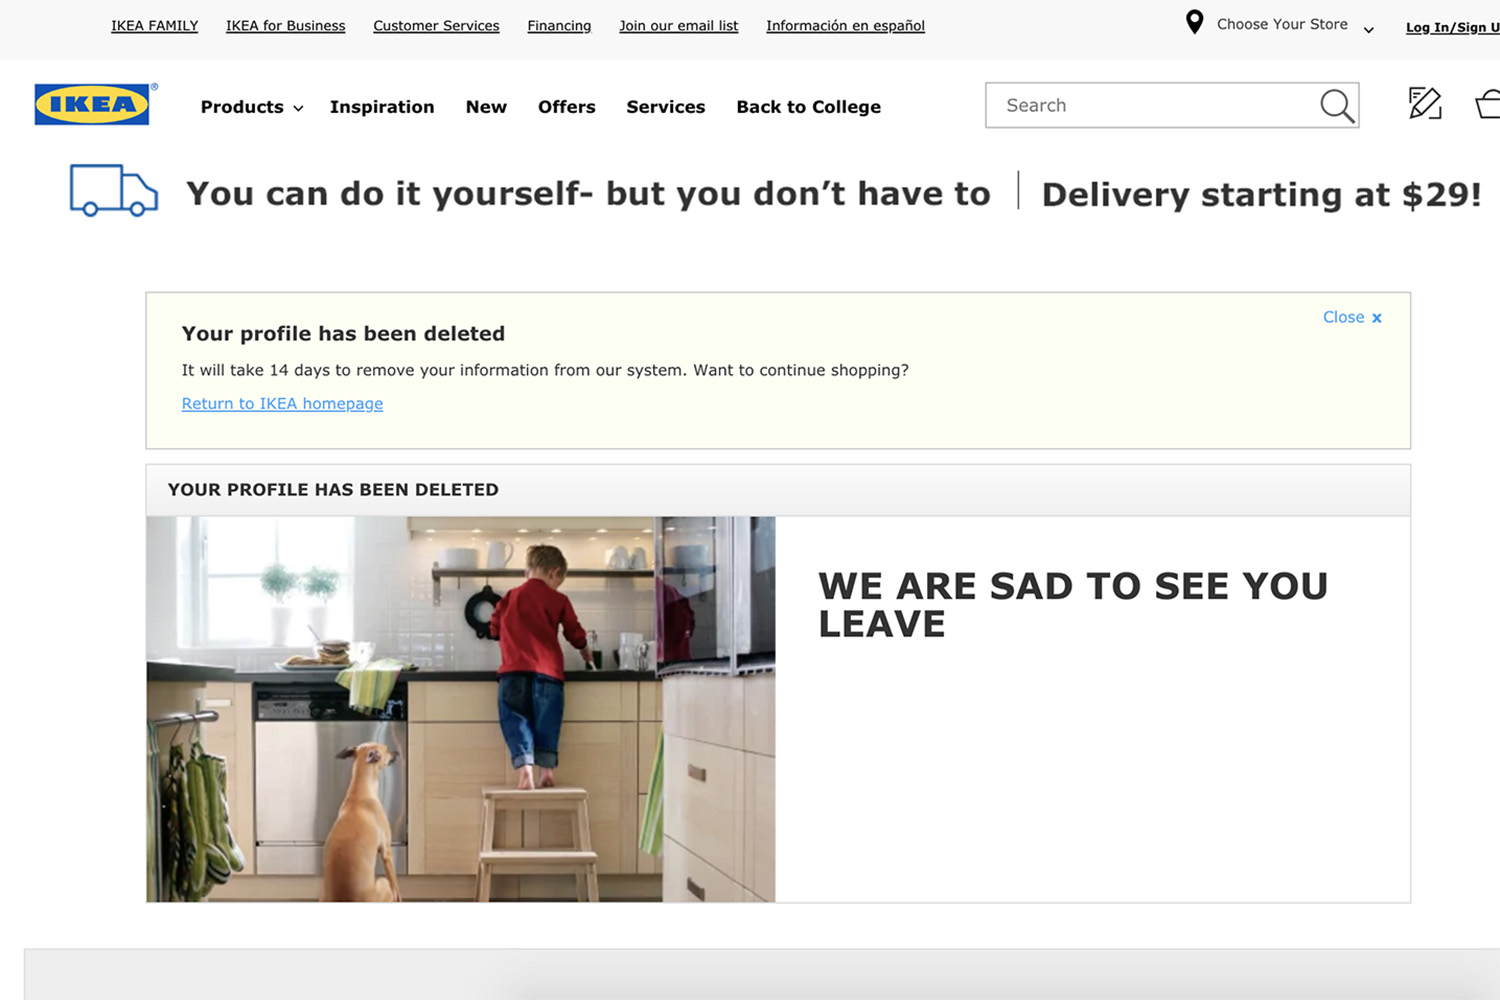 IKEA FAMILY IKEA for Business Customer Services Financing Join our email list Información en español Choose Your Store Log In/Sign U
IKEA® Products Inspiration New Offers Services Back to College Search
You can do it yourself- but you don’t have to Delivery starting at $29!
Close x
Your profile has been deleted
It will take 14 days to remove your information from our system. Want to continue shopping?
Return to IKEA homepage
YOUR PROFILE HAS BEEN DELETED
WE ARE SAD TO SEE YOU
LEAVE